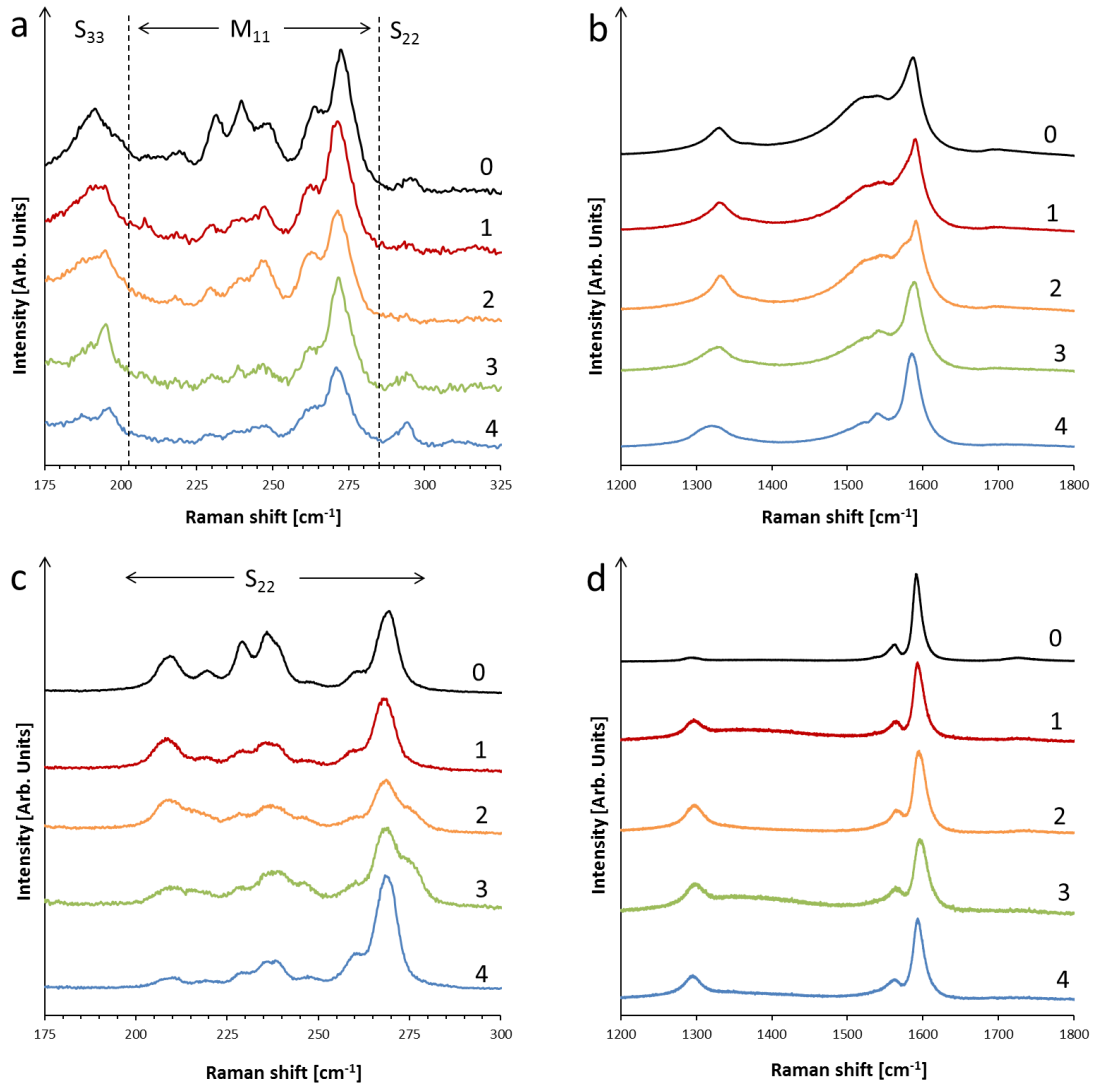 a
S33 M11 S22
0
1
2
3
4
Intensity [Arb. Units]
175 200 225 250 275 300 325
Raman shift [cm-1]
b
0
1
2
3
4
Intensity [Arb. Units]
1200 1300 1400 1500 1600 1700 1800
Raman shift [cm-1]
c
S22
0
1
2
3
4
Intensity [Arb. Units]
175 200 225 250 275 300
Raman shift [cm-1]
d
0
1
2
3
4
Intensity [Arb. Units]
1200 1300 1400 1500 1600 1700 1800
Raman shift [cm-1]